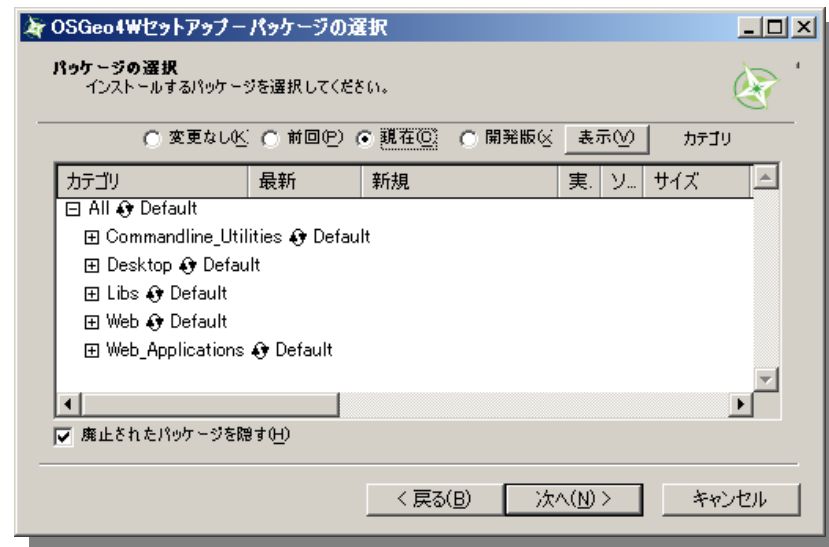 OSGeo4Wセットアップ - パッケージの選択
パッケージの選択
インストールするパッケージを選択してください。
変更なし(K) 前回(P) 現在(C) 開発版(X 表示(V) カテゴリ
カテゴリ 最新 新規 実. ソ... サイズ
All Default
Commandline_Utilities Default
Desktop Default
Libs Default
Web Default
Web_Applications Default
廃止されたパッケージを隠す(H)
< 戻る(B) 次へ(N) > キャンセル